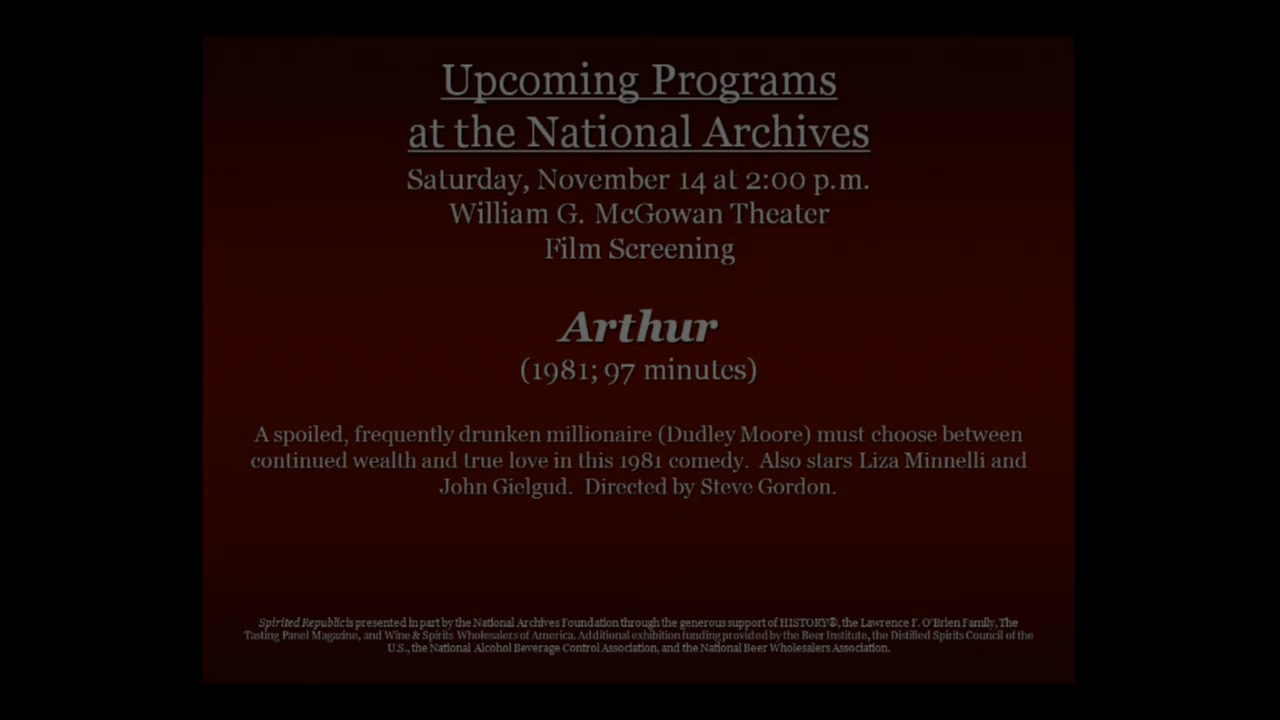 Upcoming Programs
at the National Archives
Saturday, November 14 at 2:00 p.m.
William G. McGowan Theater
Film Screening
Arthur
(1981; 97 minutes)
A spoiled, frequently drunken millionaire (Dudley Moore) must choose between
continued wealth and true love in this 1981 comedy. Also stars Liza Minnelli and
John Gielgud. Directed by Steve Gordon.
Spirited Republic is presented in part by the National Archives Foundation through the generous support of HISTORY®, the Lawrence F. O'Brien Family, The
Tasting Panel Magazine, and Wine & Spirits Wholesalers of America. Additional exhibition funding provided by the Beer Institute, the Distilled Spirits Council of the
U.S., the National Alcohol Beverage Control Association, and the National Beer Wholesalers Association.